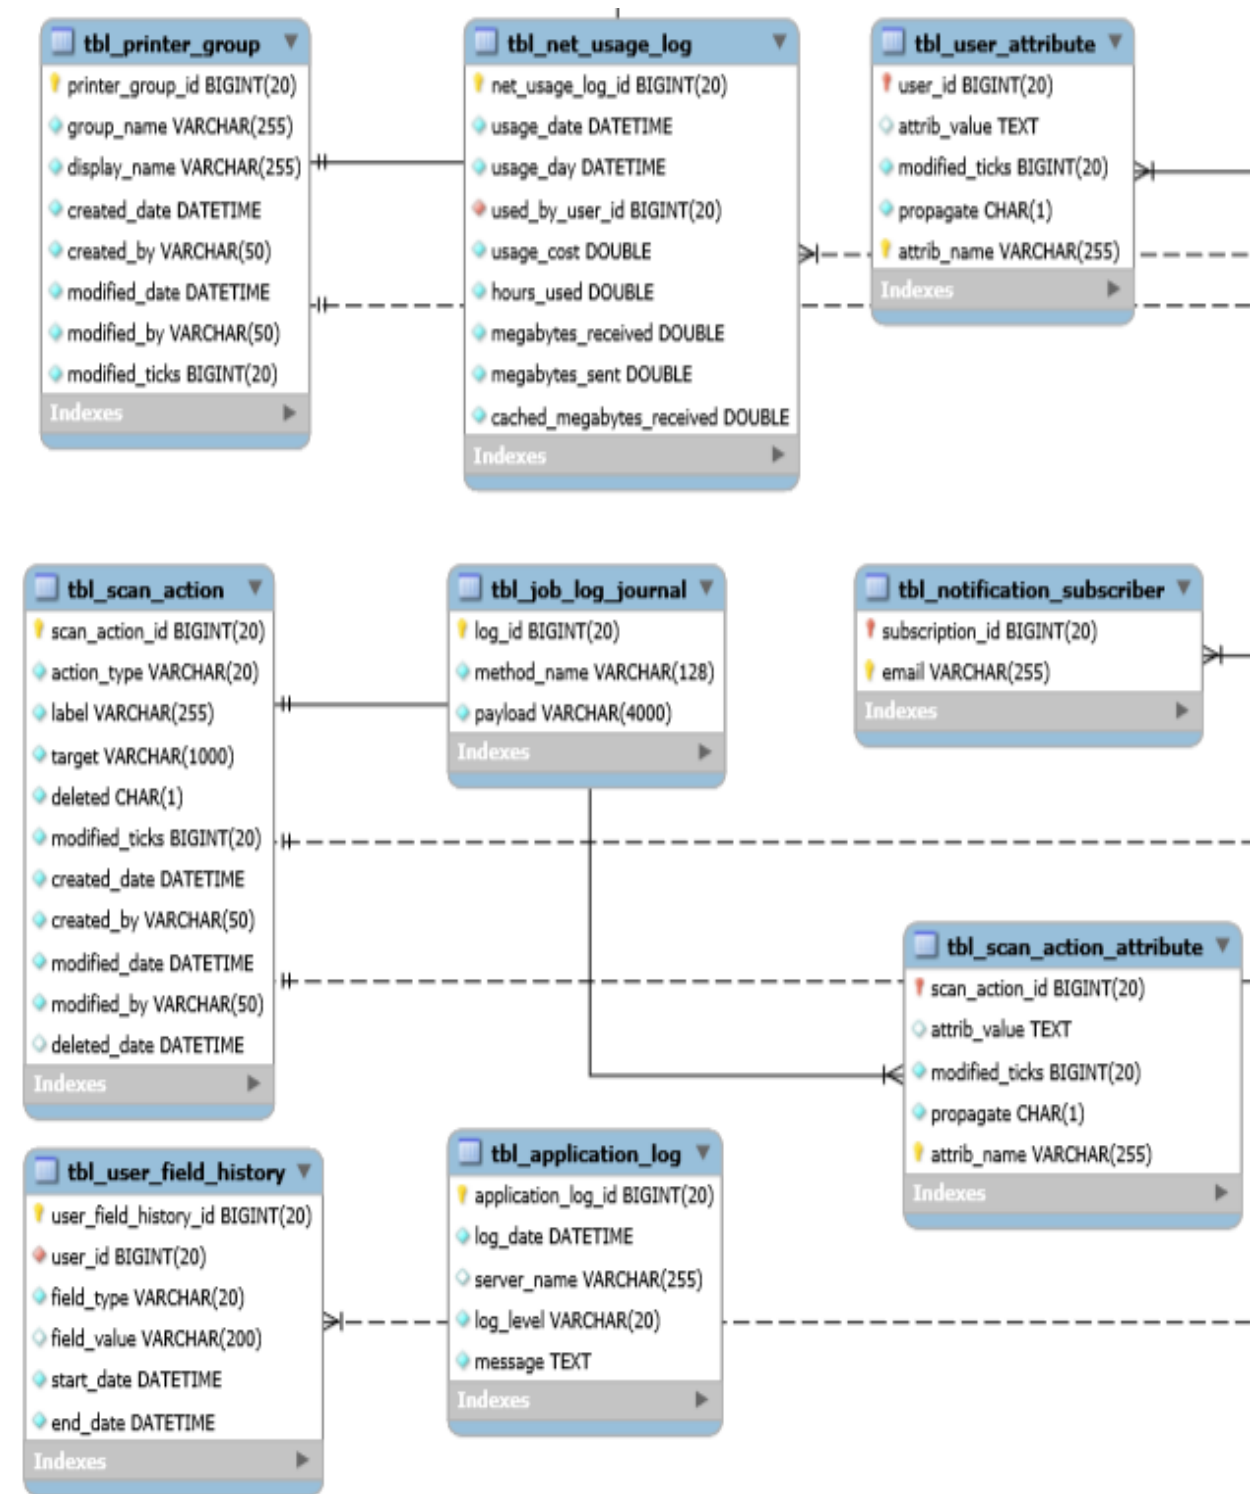 tbl_printer_group
printer_group_id BIGINT(20)
group_name VARCHAR(255)
display_name VARCHAR(255)
created_date DATETIME
created_by VARCHAR(50)
modified_date DATETIME
modified_by VARCHAR(50)
modified_ticks BIGINT(20)
Indexes
tbl_net_usage_log
net_usage_log_id BIGINT(20)
usage_date DATETIME
usage_day DATETIME
used_by_user_id BIGINT(20)
usage_cost DOUBLE
hours_used DOUBLE
megabytes_received DOUBLE
megabytes_sent DOUBLE
cached_megabytes_received DOUBLE
Indexes
tbl_user_attribute
user_id BIGINT(20)
attrib_value TEXT
modified_ticks BIGINT(20)
propagate CHAR(1)
attrib_name VARCHAR(255)
Indexes
tbl_scan_action
scan_action_id BIGINT(20)
action_type VARCHAR(20)
label VARCHAR(255)
target VARCHAR(1000)
deleted CHAR(1)
modified_ticks BIGINT(20)
created_date DATETIME
created_by VARCHAR(50)
modified_date DATETIME
modified_by VARCHAR(50)
deleted_date DATETIME
Indexes
tbl_job_log_journal
log_id BIGINT(20)
method_name VARCHAR(128)
payload VARCHAR(4000)
Indexes
tbl_notification_subscriber
subscription_id BIGINT(20)
email VARCHAR(255)
Indexes
tbl_scan_action_attribute
scan_action_id BIGINT(20)
attrib_value TEXT
modified_ticks BIGINT(20)
propagate CHAR(1)
attrib_name VARCHAR(255)
Indexes
tbl_user_field_history
user_field_history_id BIGINT(20)
user_id BIGINT(20)
field_type VARCHAR(20)
field_value VARCHAR(200)
start_date DATETIME
end_date DATETIME
Indexes
tbl_application_log
application_log_id BIGINT(20)
log_date DATETIME
server_name VARCHAR(255)
log_level VARCHAR(20)
message TEXT
Indexes